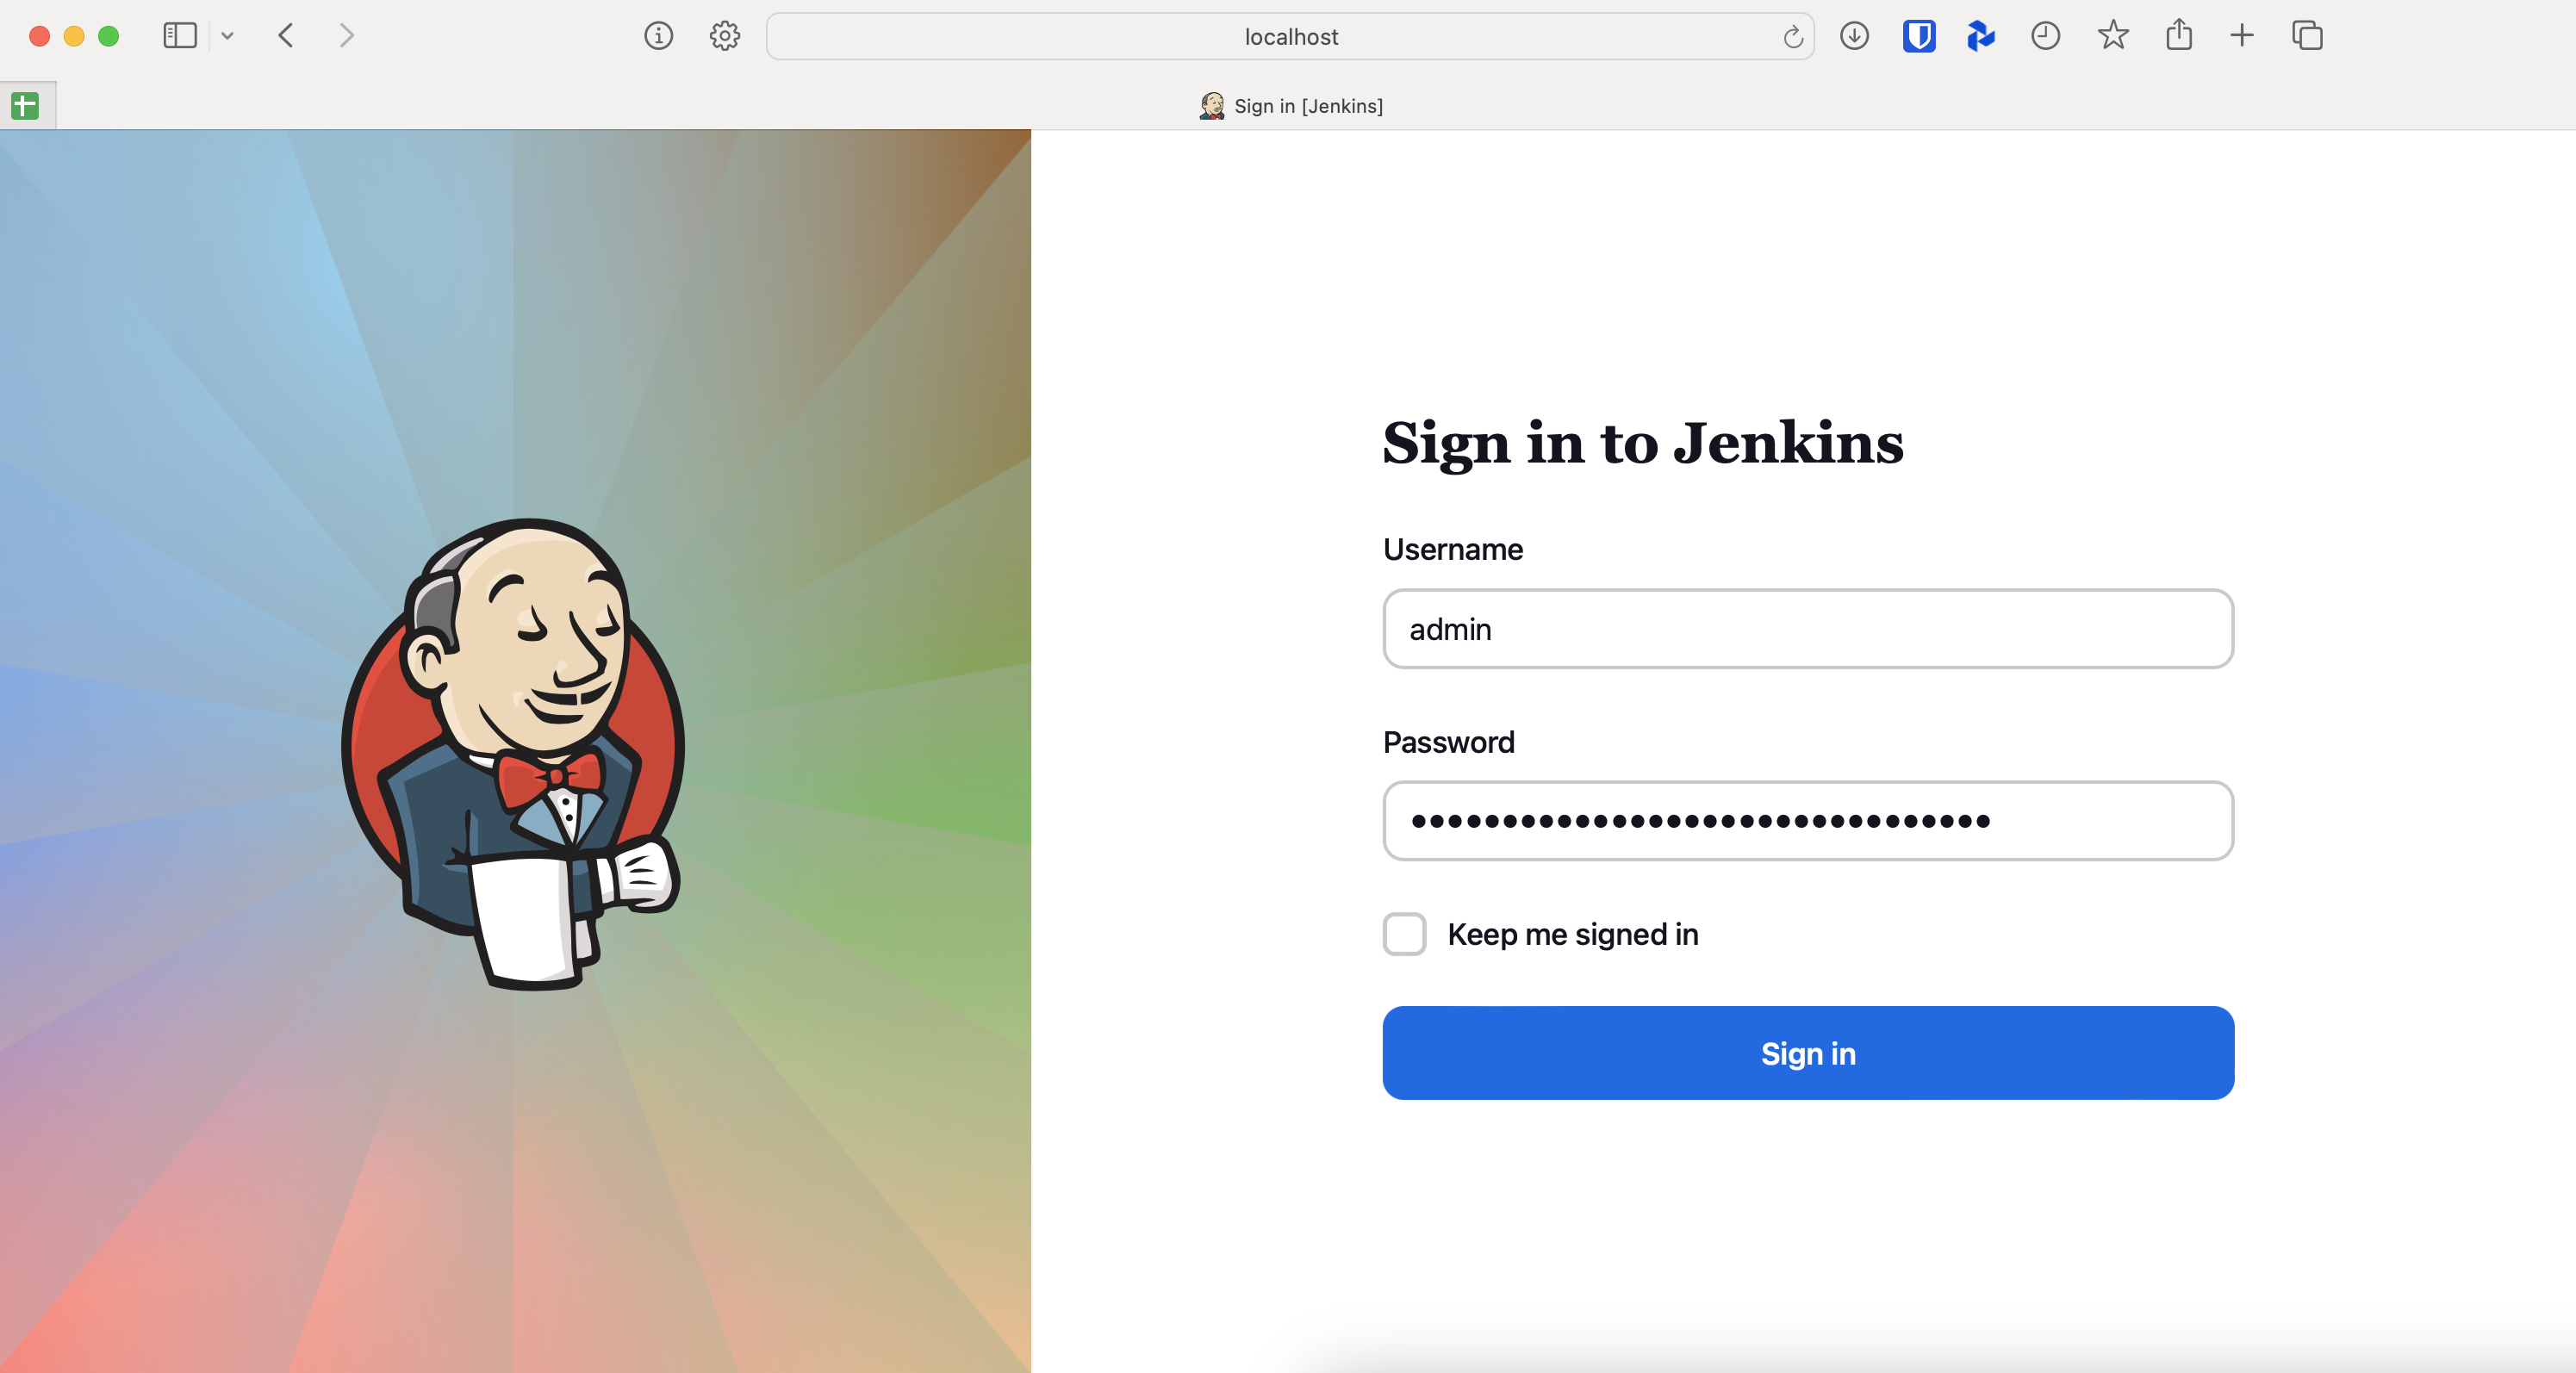 localhost
Sign in [Jenkins]
Sign in to Jenkins
Username
admin
Password
••••••••••••••••••••••••••••••••
Keep me signed in
Sign in